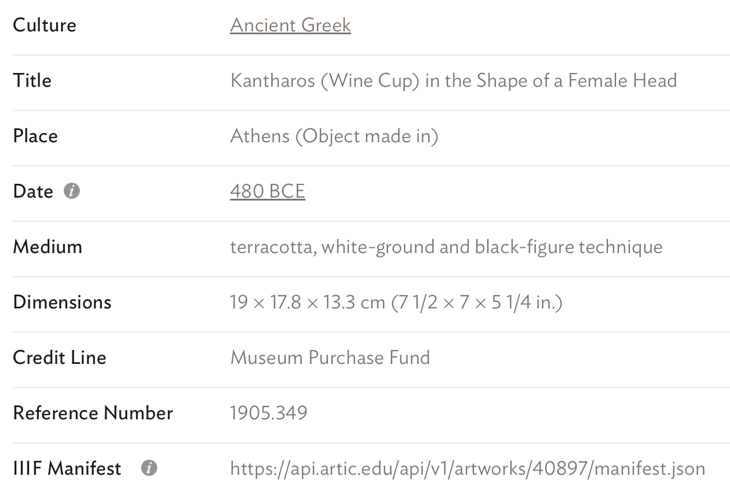 Culture Ancient Greek
Title Kantharos (Wine Cup) in the Shape of a Female Head
Place Athens (Object made in)
Date i 480 BCE
Medium terracotta, white-ground and black-figure technique
Dimensions 19 × 17.8 × 13.3 cm (7 1/2 × 7 × 5 1/4 in.)
Credit Line Museum Purchase Fund
Reference Number 1905.349
IIIF Manifest i https://api.artic.edu/api/v1/artworks/40897/manifest.json